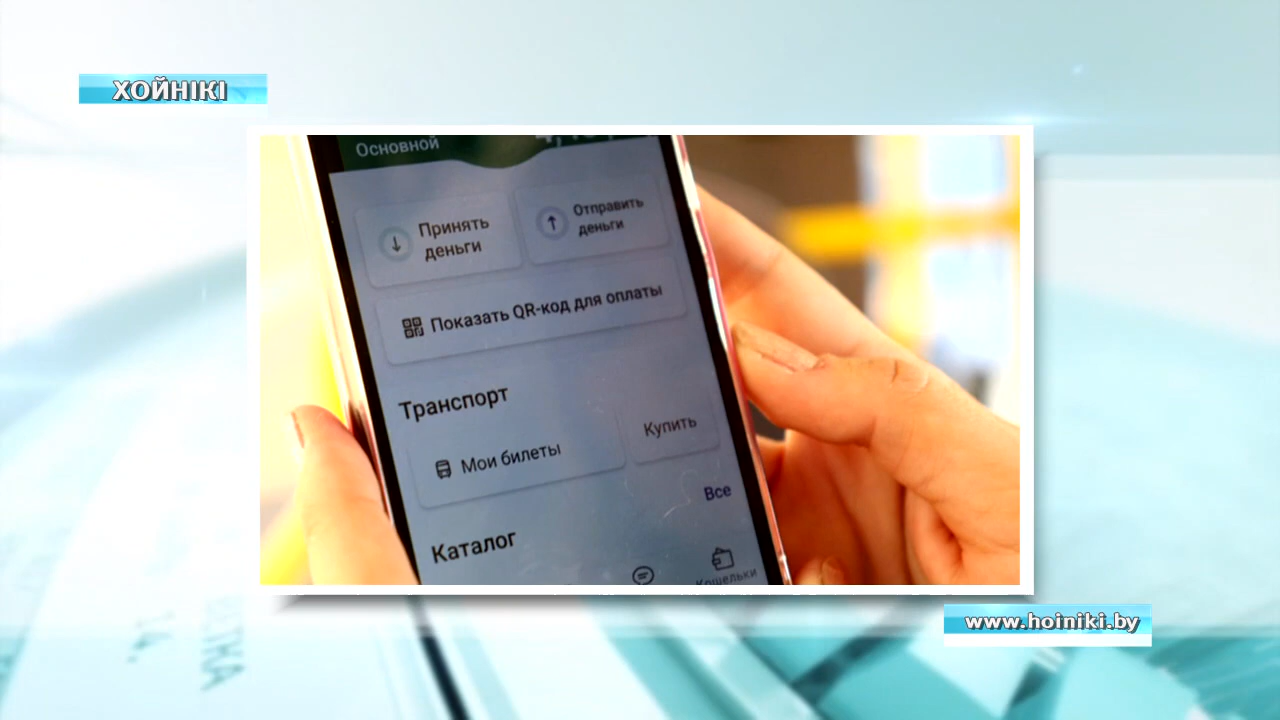 ХОЙНІКІ
Основной
Принять
деньги
Отправить
деньги
Показать QR-код для оплаты
Транспорт
Мои билеты
Купить
Все
Каталог
Кошельки
www.hoiniki.by